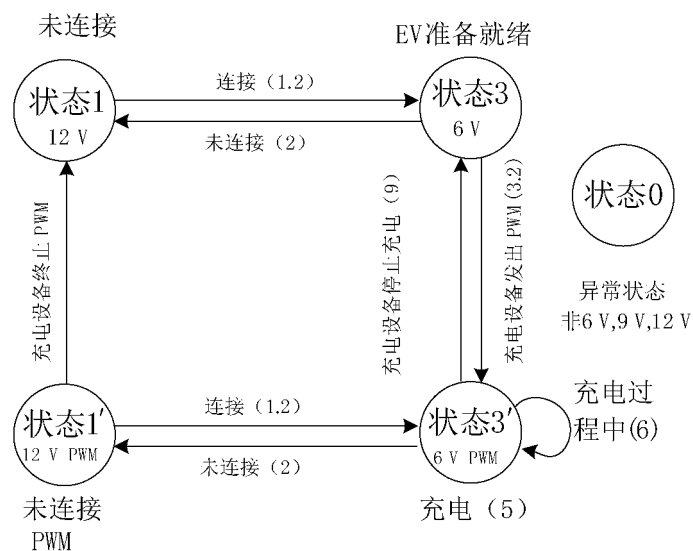 未连接
EV准备就绪
状态1
12 V
连接（1.2）
未连接（2）
状态3
6 V
状态0
异常状态
非6 V,9 V,12 V
充电设备终止PWM
充电设备停止充电（9）
充电设备发出PWM(3.2)
状态1′
12 V PWM
连接（1.2）
未连接（2）
状态3′
6 V PWM
充电过
程中(6)
未连接
PWM
充电（5）